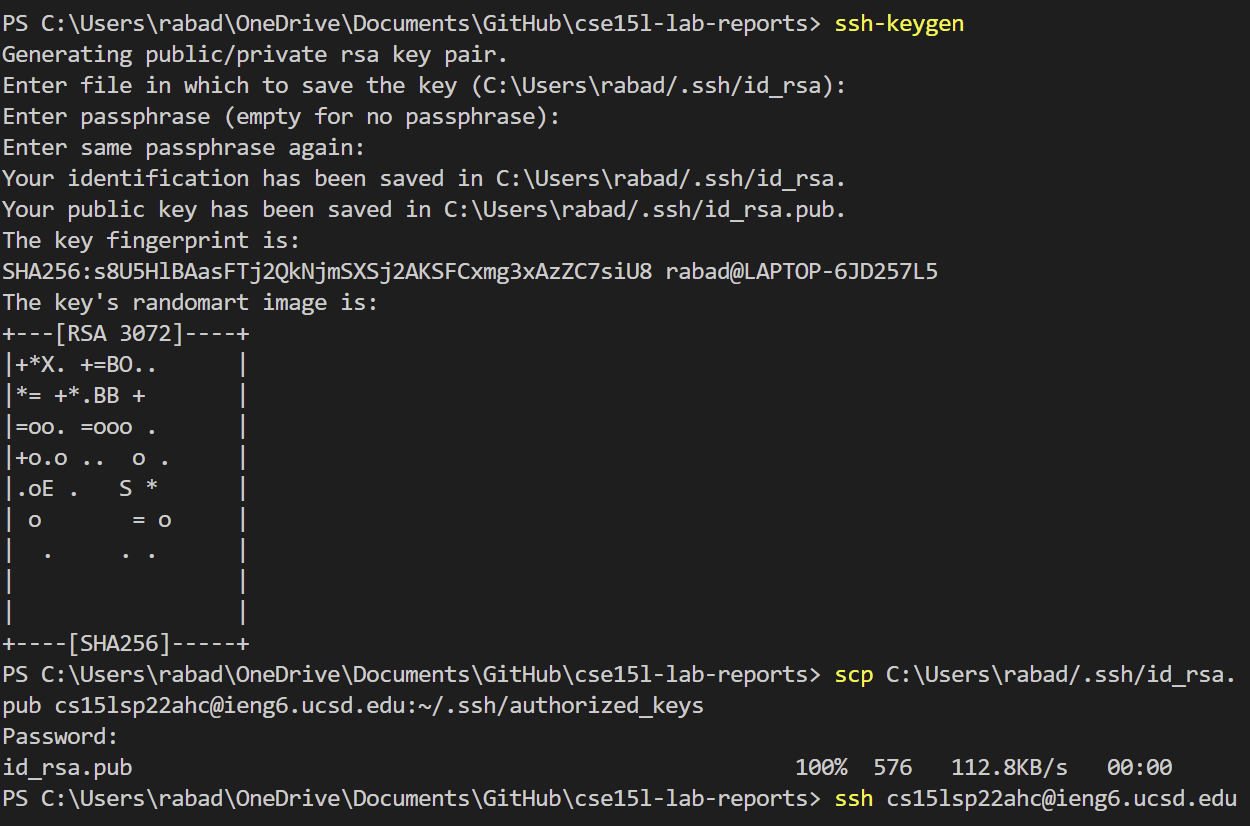 PS C:\Users\rabad\OneDrive\Documents\GitHub\cse15l-lab-reports> ssh-keygen
Generating public/private rsa key pair.
Enter file in which to save the key (C:\Users\rabad/.ssh/id_rsa):
Enter passphrase (empty for no passphrase):
Enter same passphrase again:
Your identification has been saved in C:\Users\rabad/.ssh/id_rsa.
Your public key has been saved in C:\Users\rabad/.ssh/id_rsa.pub.
The key fingerprint is:
SHA256:s8U5HlBAasFTj2QkNjmSXSj2AKSFCxmg3xAzZC7siU8 rabad@LAPTOP-6JD257L5
The key's randomart image is:
+---[RSA 3072]----+
|+*X. +=BO..      |
|*= +*.BB +       |
|=oo. =ooo .      |
|+o.o ..  o .     |
|.oE .   S *      |
| o       = o     |
|  .     . .      |
|                 |
|                 |
+----[SHA256]-----+
PS C:\Users\rabad\OneDrive\Documents\GitHub\cse15l-lab-reports> scp C:\Users\rabad/.ssh/id_rsa.
pub cs15lsp22ahc@ieng6.ucsd.edu:~/.ssh/authorized_keys
Password:
id_rsa.pub                                                   100%  576   112.8KB/s   00:00
PS C:\Users\rabad\OneDrive\Documents\GitHub\cse15l-lab-reports> ssh cs15lsp22ahc@ieng6.ucsd.edu